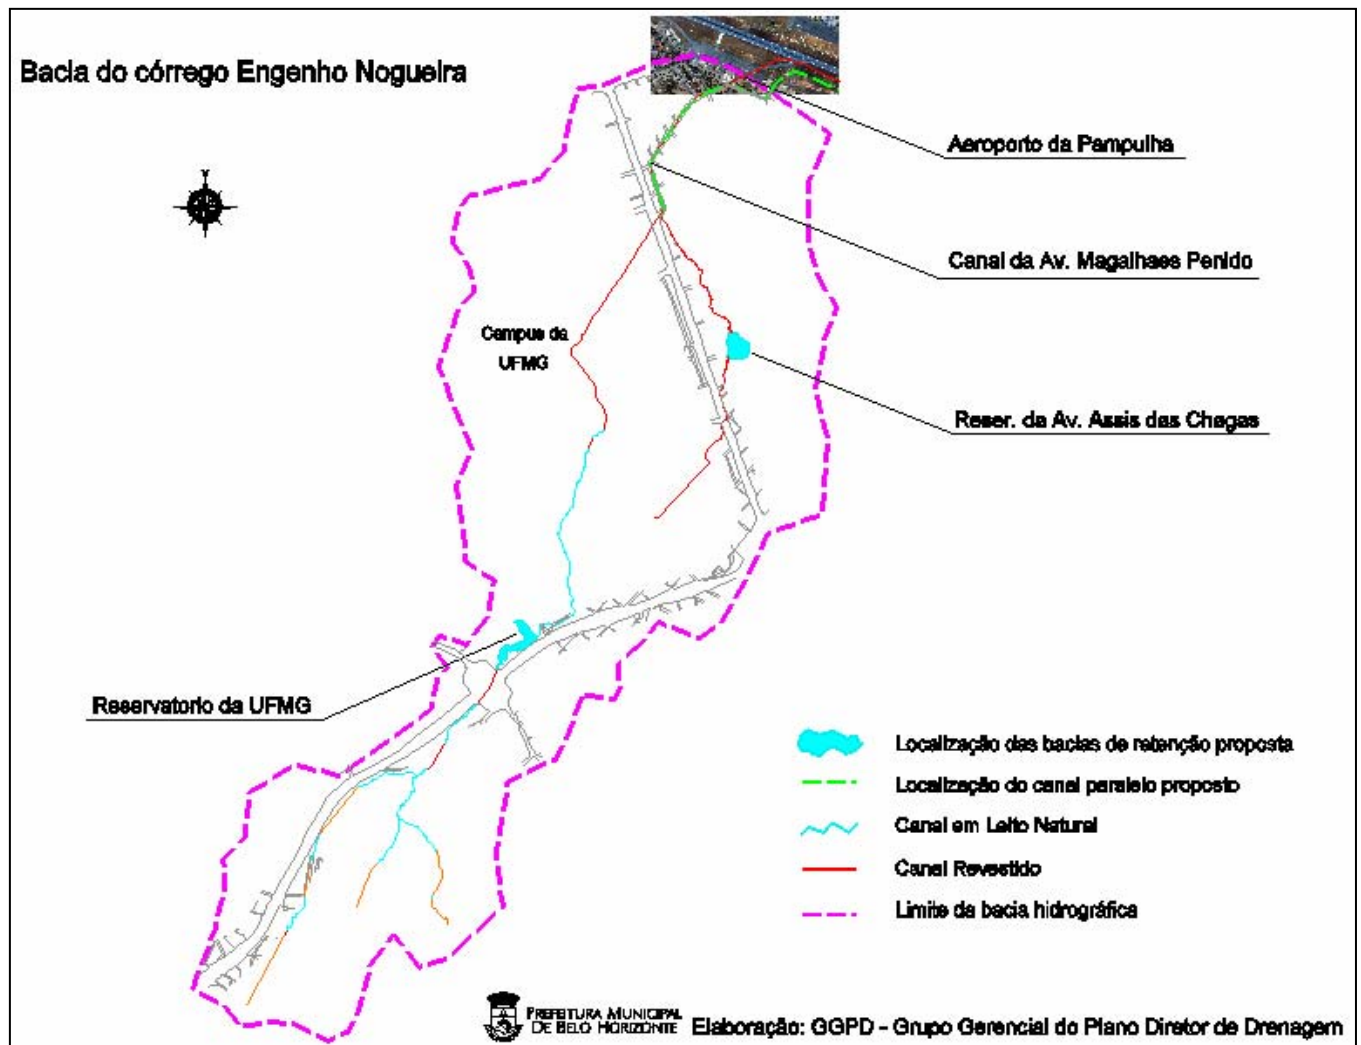 Bacia do córrego Engenho Nogueira
Aeroporto da Pampulha
Canal da Av. Magalhaes Penido
Campus da
UFMG
Reser. da Av. Assis das Chagas
Reservatorio da UFMG
Localização das bacias de retenção proposta
Localização do canal paralelo proposto
Canal em Leito Natural
Canal Revestido
Limite da bacia hidrográfica
PREFEITURA MUNICIPAL
DE BELO HORIZONTE
Elaboração: GGPD - Grupo Gerencial do Plano Diretor de Drenagem